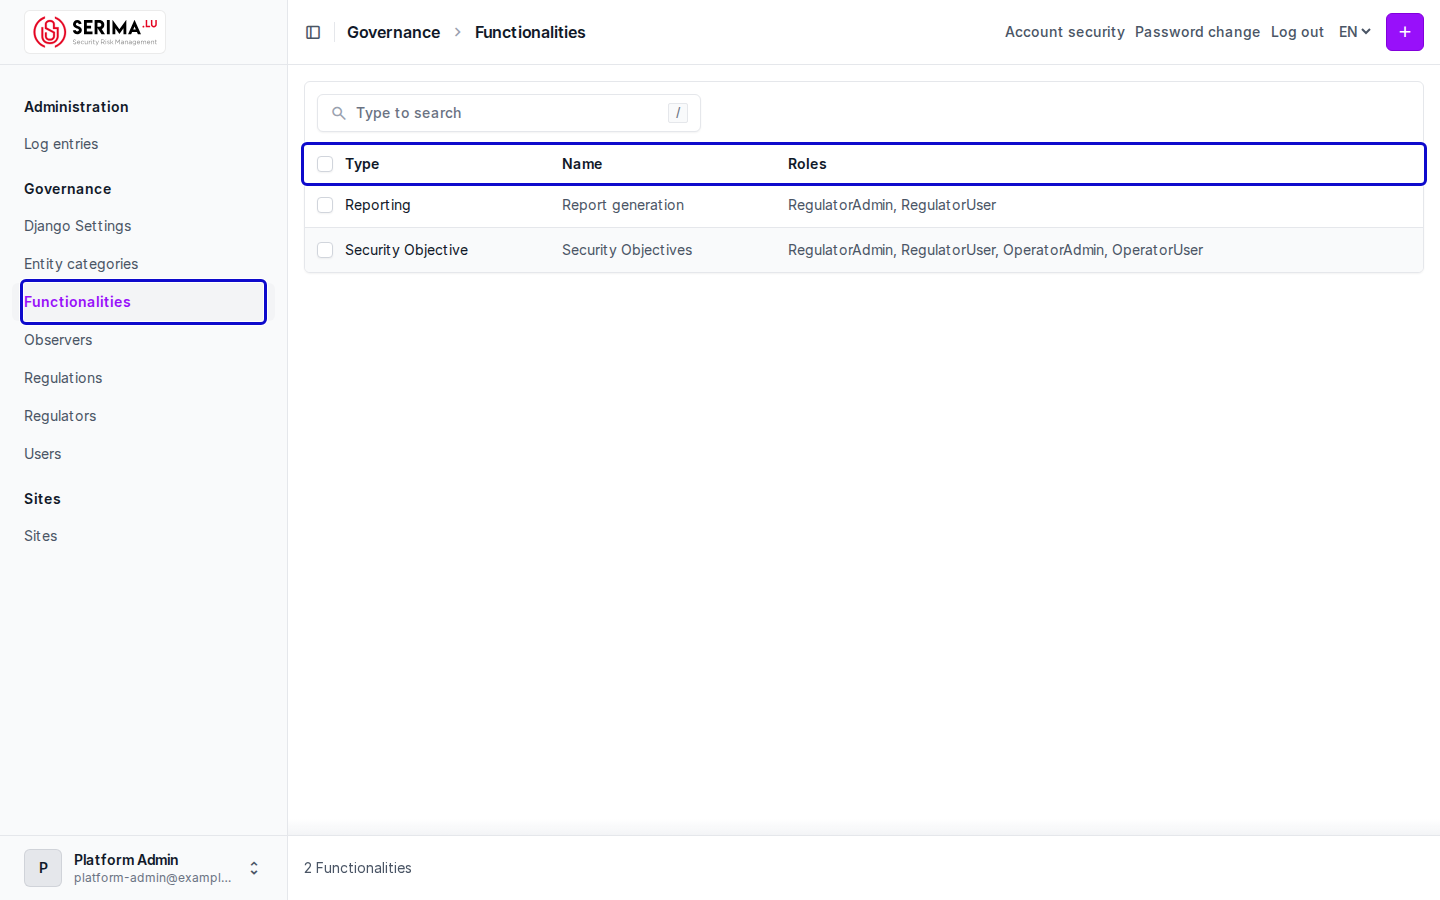 SERIMA.LU
Security Risk Management
Governance > Functionalities
Account security Password change Log out EN
+
Type to search /
Administration
Log entries
Governance
Django Settings
Entity categories
Functionalities
Observers
Regulations
Regulators
Users
Sites
Sites
Type Name Roles
Reporting Report generation RegulatorAdmin, RegulatorUser
Security Objective Security Objectives RegulatorAdmin, RegulatorUser, OperatorAdmin, OperatorUser
P
Platform Admin
platform-admin@exampl...
2 Functionalities